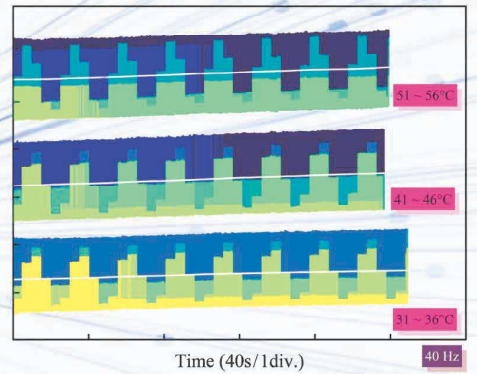 51 ~ 56°C
41 ~ 46°C
31 ~ 36°C
Time (40s/1div.)
40 Hz